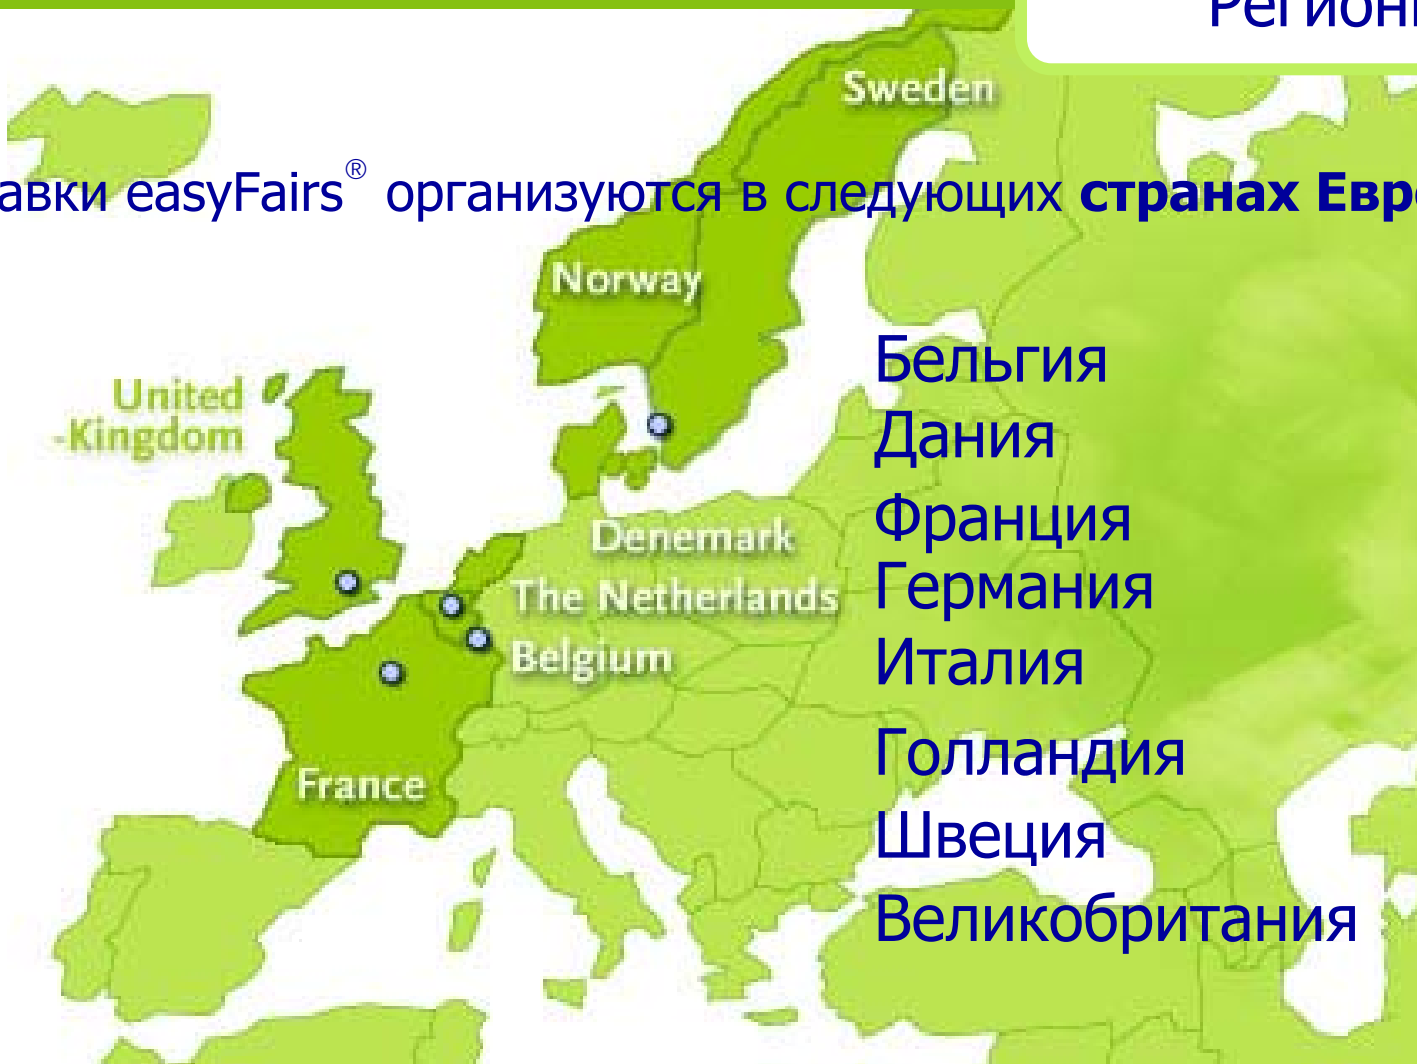 Регион
Sweden
авки easyFairs® организуются в следующих странах Евр
Norway
Бельгия
United
-Kingdom
Дания
Франция
Denemark
Германия
The Netherlands
Belgium
Италия
Голландия
France
Швеция
Великобритания